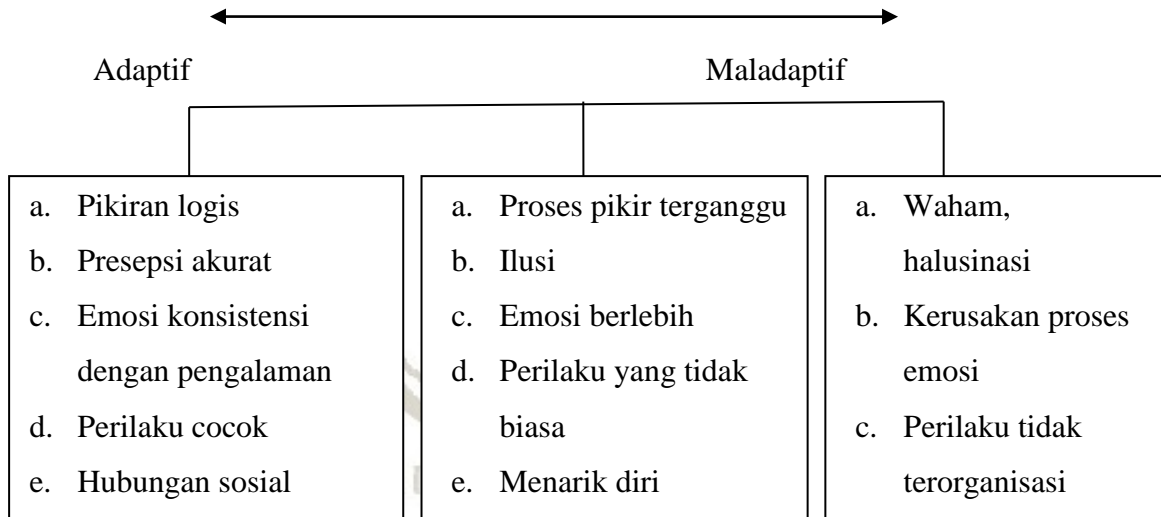 Adaptif Maladaptif
a. Pikiran logis
b. Presepsi akurat
c. Emosi konsistensi
dengan pengalaman
d. Perilaku cocok
e. Hubungan sosial
a. Proses pikir terganggu
b. Ilusi
c. Emosi berlebih
d. Perilaku yang tidak
biasa
e. Menarik diri
a. Waham,
halusinasi
b. Kerusakan proses
emosi
c. Perilaku tidak
terorganisasi